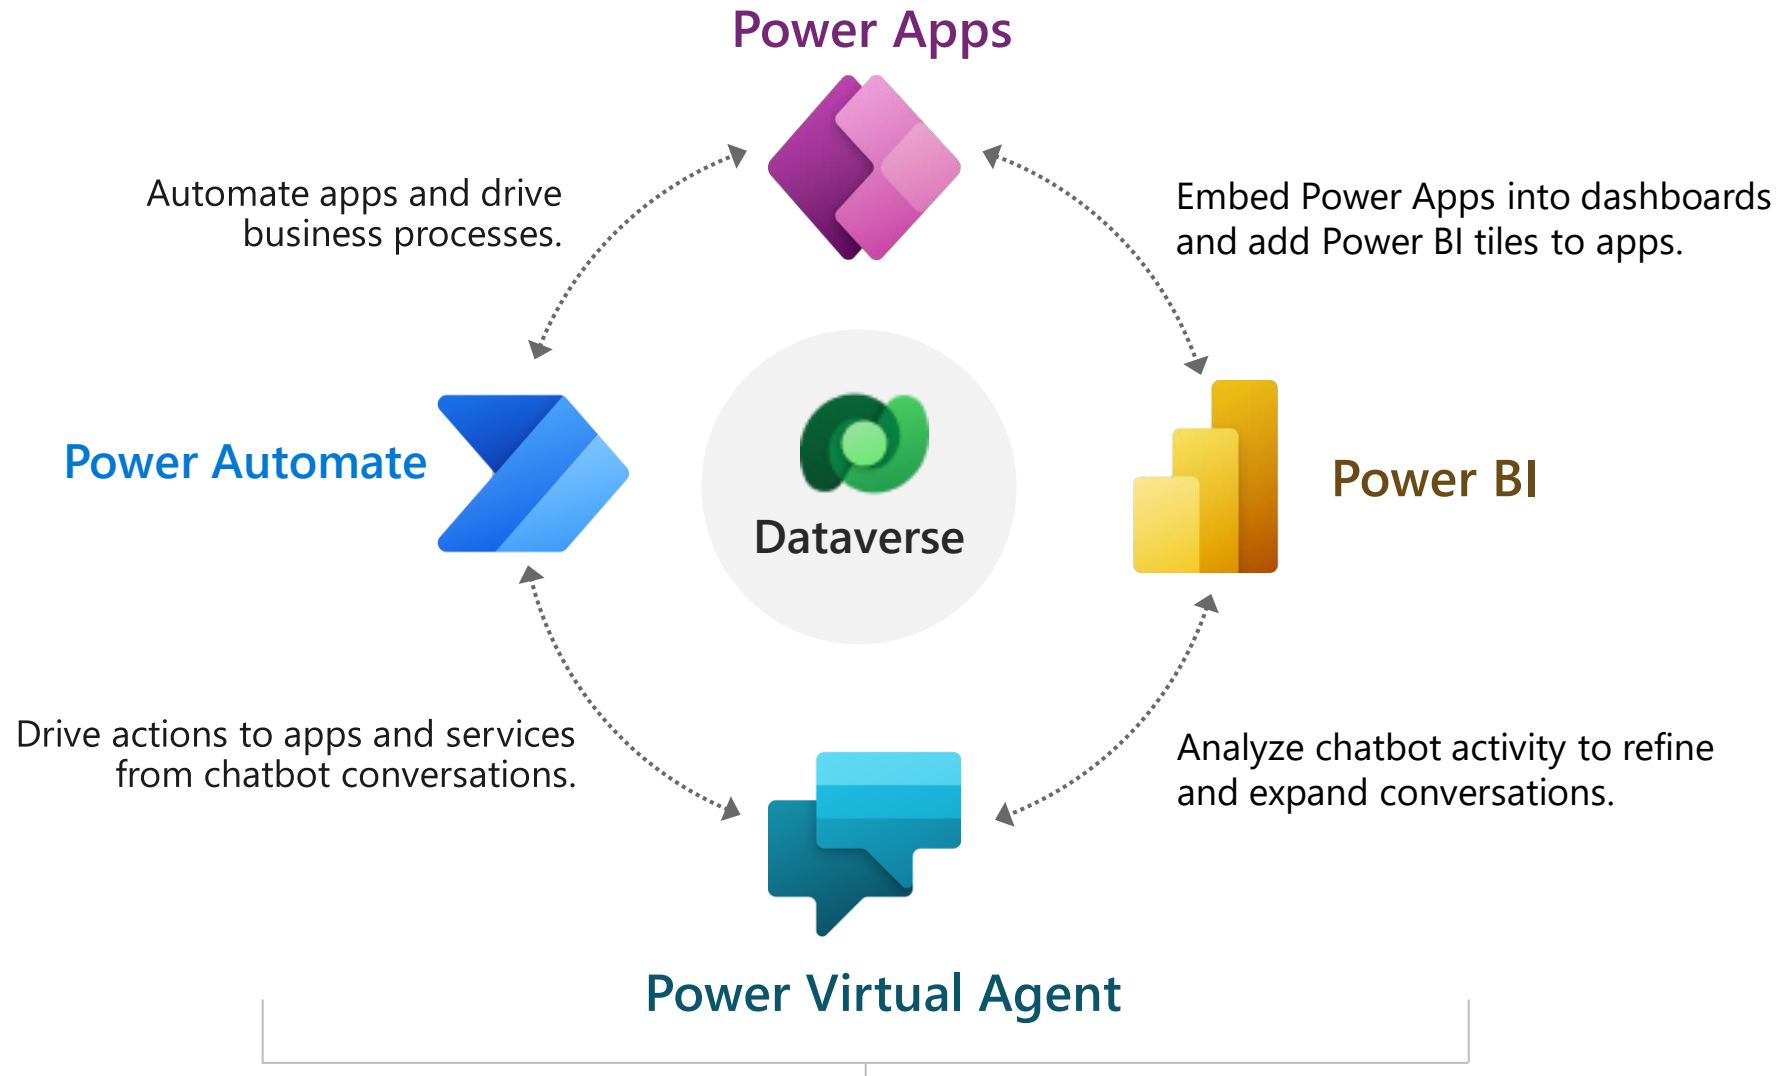 Power Apps
Automate apps and drive
business processes.
Embed Power Apps into dashboards
and add Power BI tiles to apps.
Power Automate
Dataverse
Power BI
Drive actions to apps and services
from chatbot conversations.
Analyze chatbot activity to refine
and expand conversations.
Power Virtual Agent